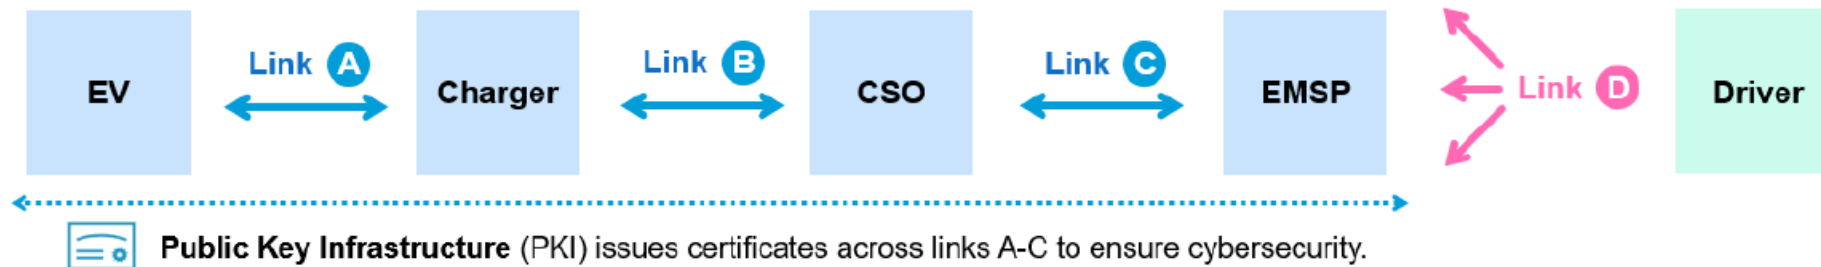 Link A
Link B
Link C
Link D
EV
Charger
CSO
EMSP
Driver
Public Key Infrastructure (PKI) issues certificates across links A-C to ensure cybersecurity.